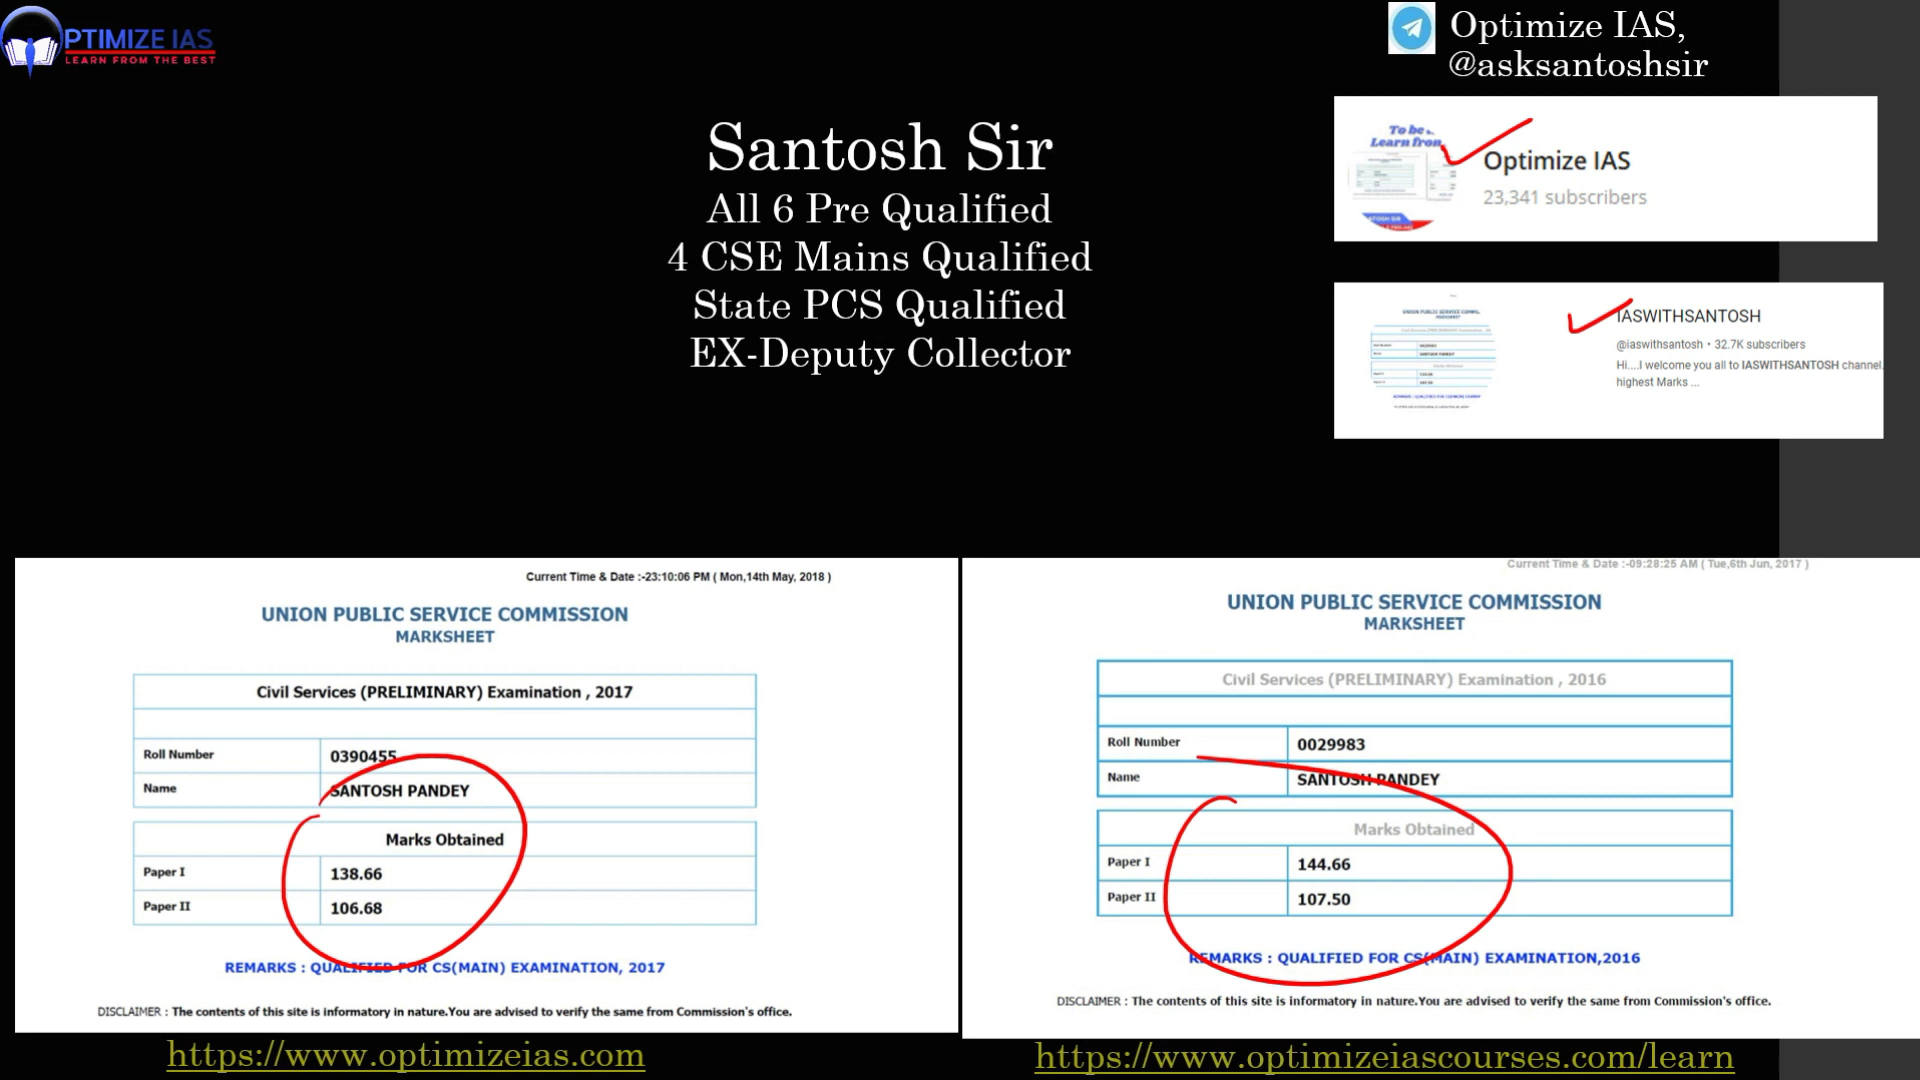 PTIMIZE IAS
LEARN FROM THE BEST
Optimize IAS,
@asksantoshsir
Santosh Sir
All 6 Pre Qualified
4 CSE Mains Qualified
State PCS Qualified
EX-Deputy Collector
To be
Learn from
Optimize IAS
23,341 subscribers
UNION PUBLIC SERVICE COMMI
IASWITHSANTOSH
@iaswithsantosh • 32.7K subscribers
Hi....I welcome you all to IASWITHSANTOSH channel.
highest Marks ...
Current Time & Date :-23:10:06 PM ( Mon,14th May, 2018 )
UNION PUBLIC SERVICE COMMISSION
MARKSHEET
Civil Services (PRELIMINARY) Examination , 2017
Roll Number 0390455
Name SANTOSH PANDEY
Marks Obtained
Paper I 138.66
Paper II 106.68
REMARKS : QUALIFIED FOR CS(MAIN) EXAMINATION, 2017
DISCLAIMER : The contents of this site is informatory in nature.You are advised to verify the same from Commission's office.
Current Time & Date :-09:28:25 AM ( Tue,6th Jun, 2017 )
UNION PUBLIC SERVICE COMMISSION
MARKSHEET
Civil Services (PRELIMINARY) Examination , 2016
Roll Number 0029983
Name SANTOSH PANDEY
Marks Obtained
Paper I 144.66
Paper II 107.50
REMARKS : QUALIFIED FOR CS(MAIN) EXAMINATION,2016
DISCLAIMER : The contents of this site is informatory in nature.You are advised to verify the same from Commission's office.
https://www.optimizeias.com
https://www.optimizeiascourses.com/learn